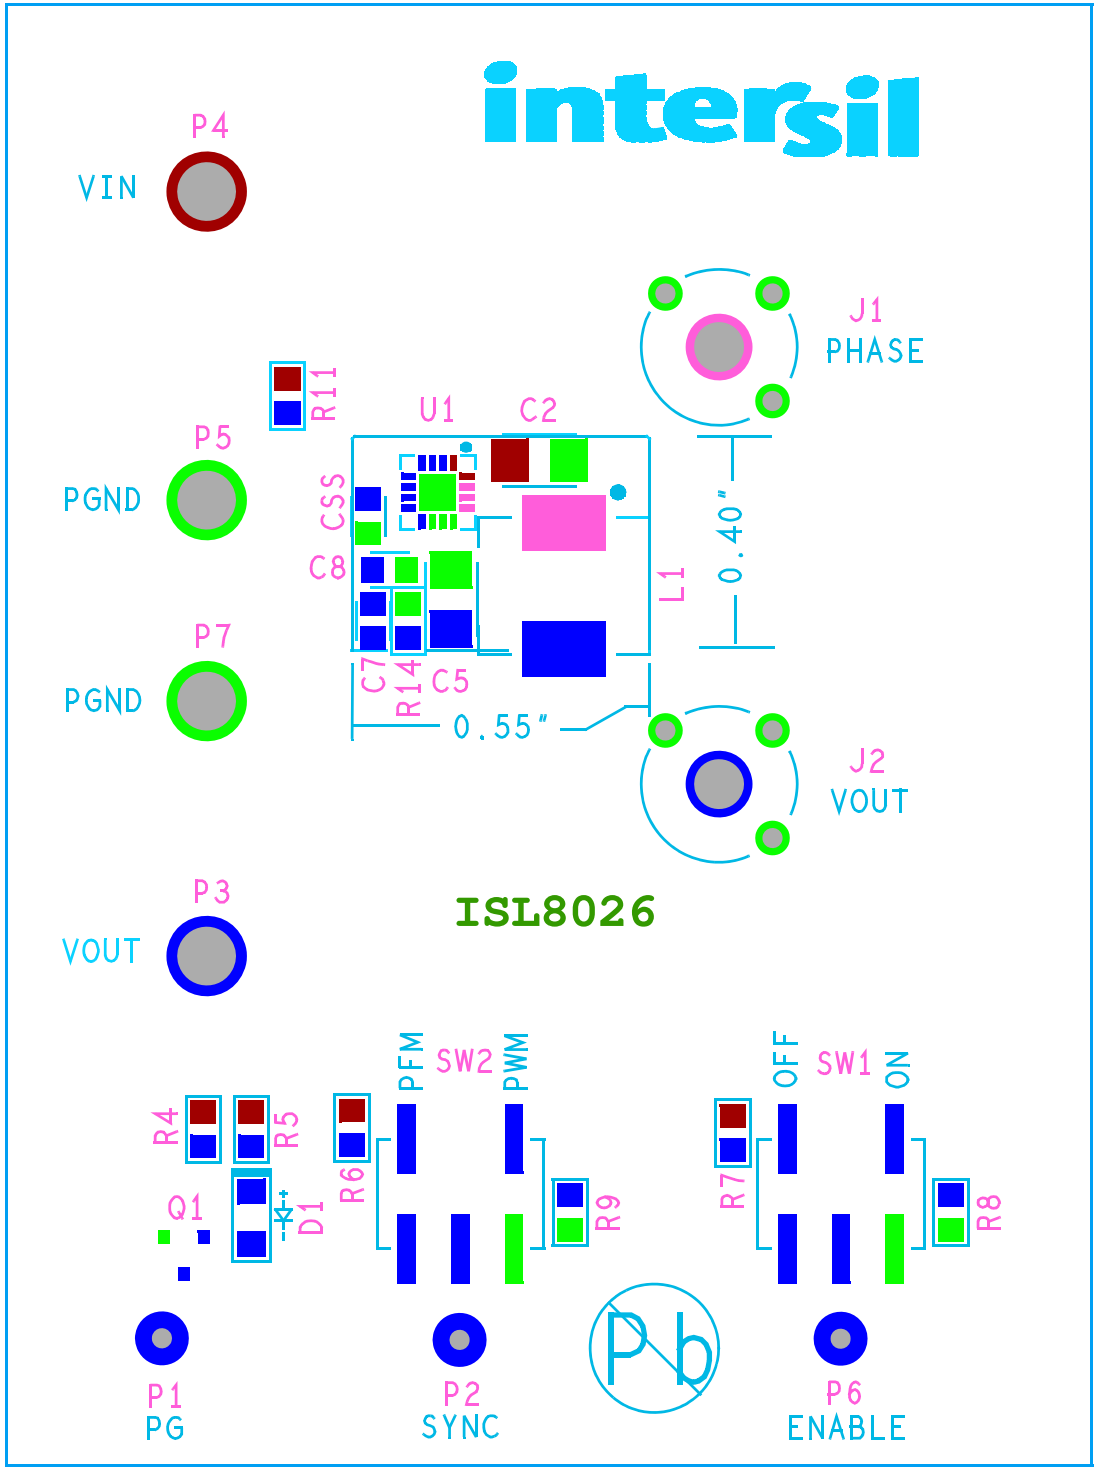 intersil
P4
VIN
J1
PHASE
R11
U1
C2
P5
PGND
CSS
0.40"
C8
L1
P7
PGND
C7
R14
C5
0.55"
J2
VOUT
P3
ISL8026
VOUT
PFM
SW2
PWM
OFF
SW1
ON
R4
R5
R6
R7
Q1
D1
R9
R8
Pb
P1
PG
P2
SYNC
P6
ENABLE